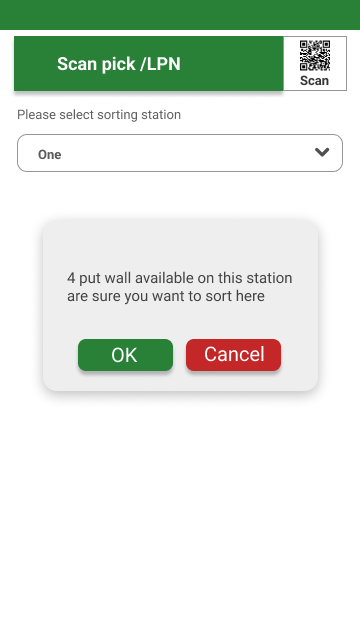 Scan pick /LPN
Scan
Please select sorting station
One
4 put wall available on this station
are sure you want to sort here
OK
Cancel